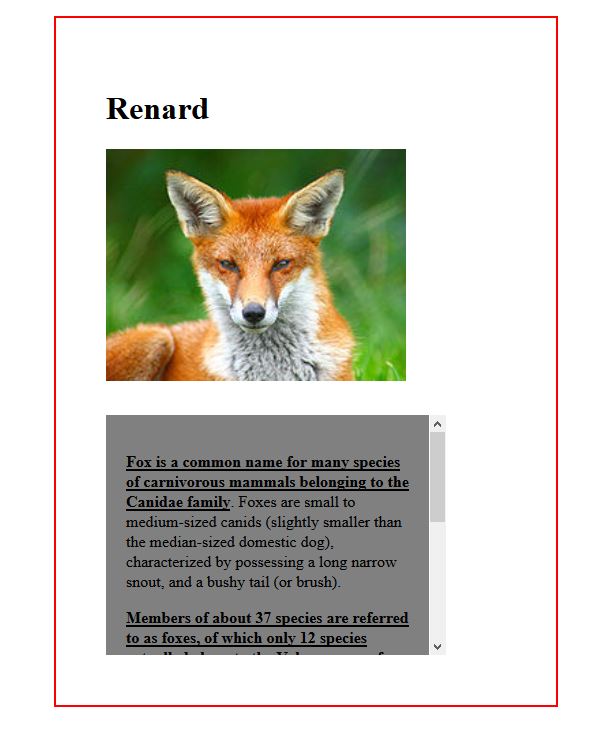 Renard
Fox is a common name for many species
of carnivorous mammals belonging to the
Canidae family. Foxes are small to
medium-sized canids (slightly smaller than
the median-sized domestic dog),
characterized by possessing a long narrow
snout, and a bushy tail (or brush).
Members of about 37 species are referred
to as foxes, of which only 12 species